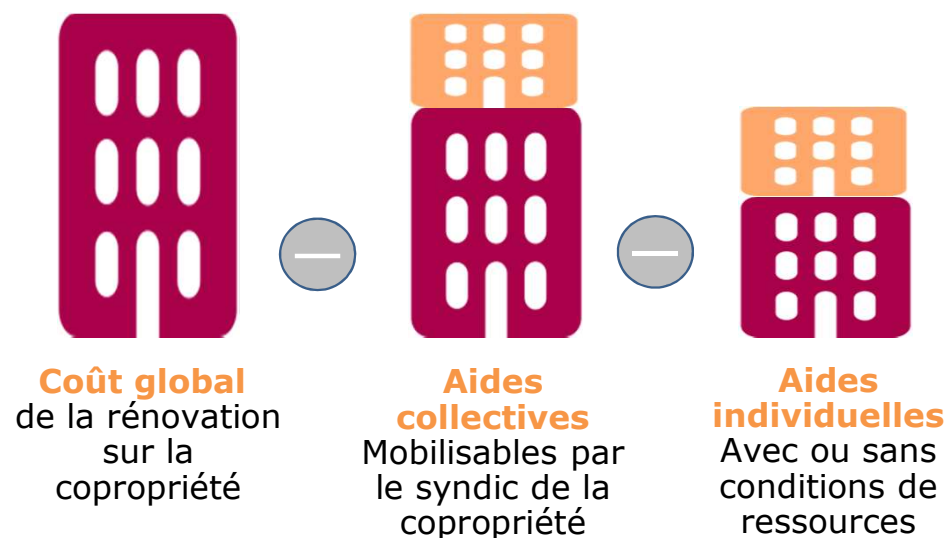 Coût global
de la rénovation
sur la
copropriété
Aides
collectives
Mobilisables par
le syndic de la
copropriété
Aides
individuelles
Avec ou sans
conditions de
ressources